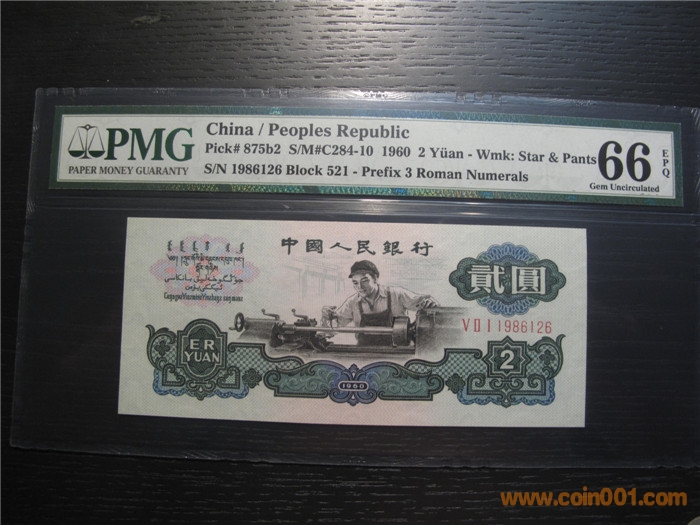 PMG
PAPER MONEY GUARANTY
China / Peoples Republic
Pick# 875b2 S/M#C284-10 1960 2 Yüan - Wmk: Star & Pants
S/N 1986126 Block 521 - Prefix 3 Roman Numerals
66
EPQ
Gem Uncirculated
中國人民銀行
貳圓
VⅡI1986126
ER
YUAN
2
1960
www.coin001.com